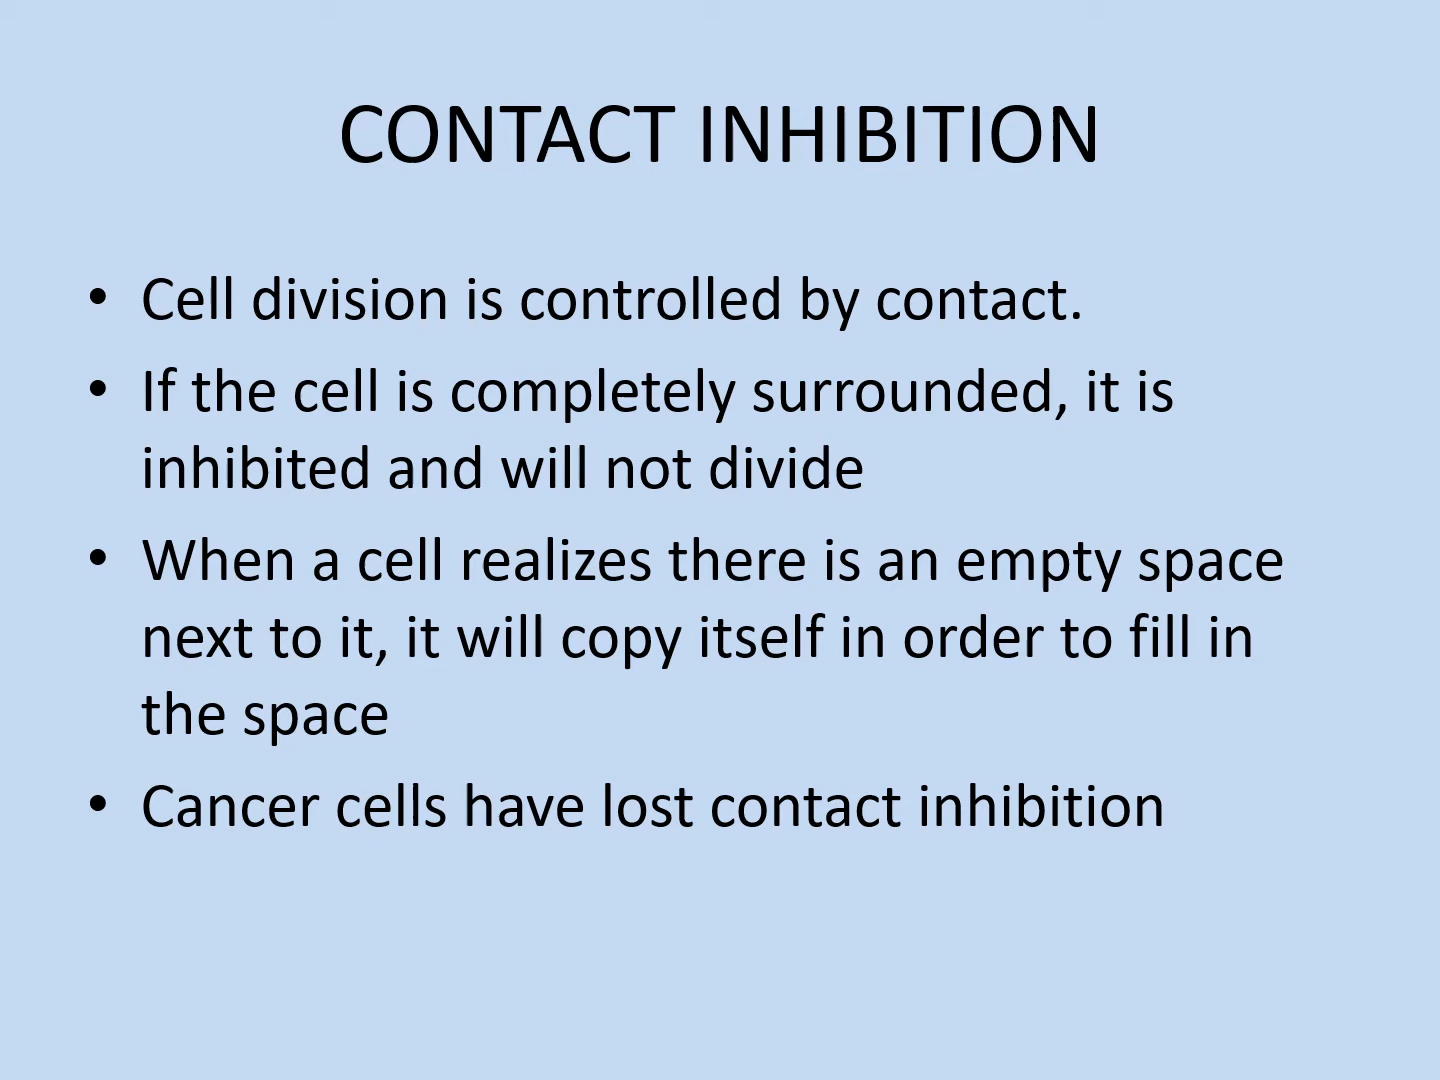 CONTACT INHIBITION
• Cell division is controlled by contact.
• If the cell is completely surrounded, it is
inhibited and will not divide
• When a cell realizes there is an empty space
next to it, it will copy itself in order to fill in
the space
• Cancer cells have lost contact inhibition